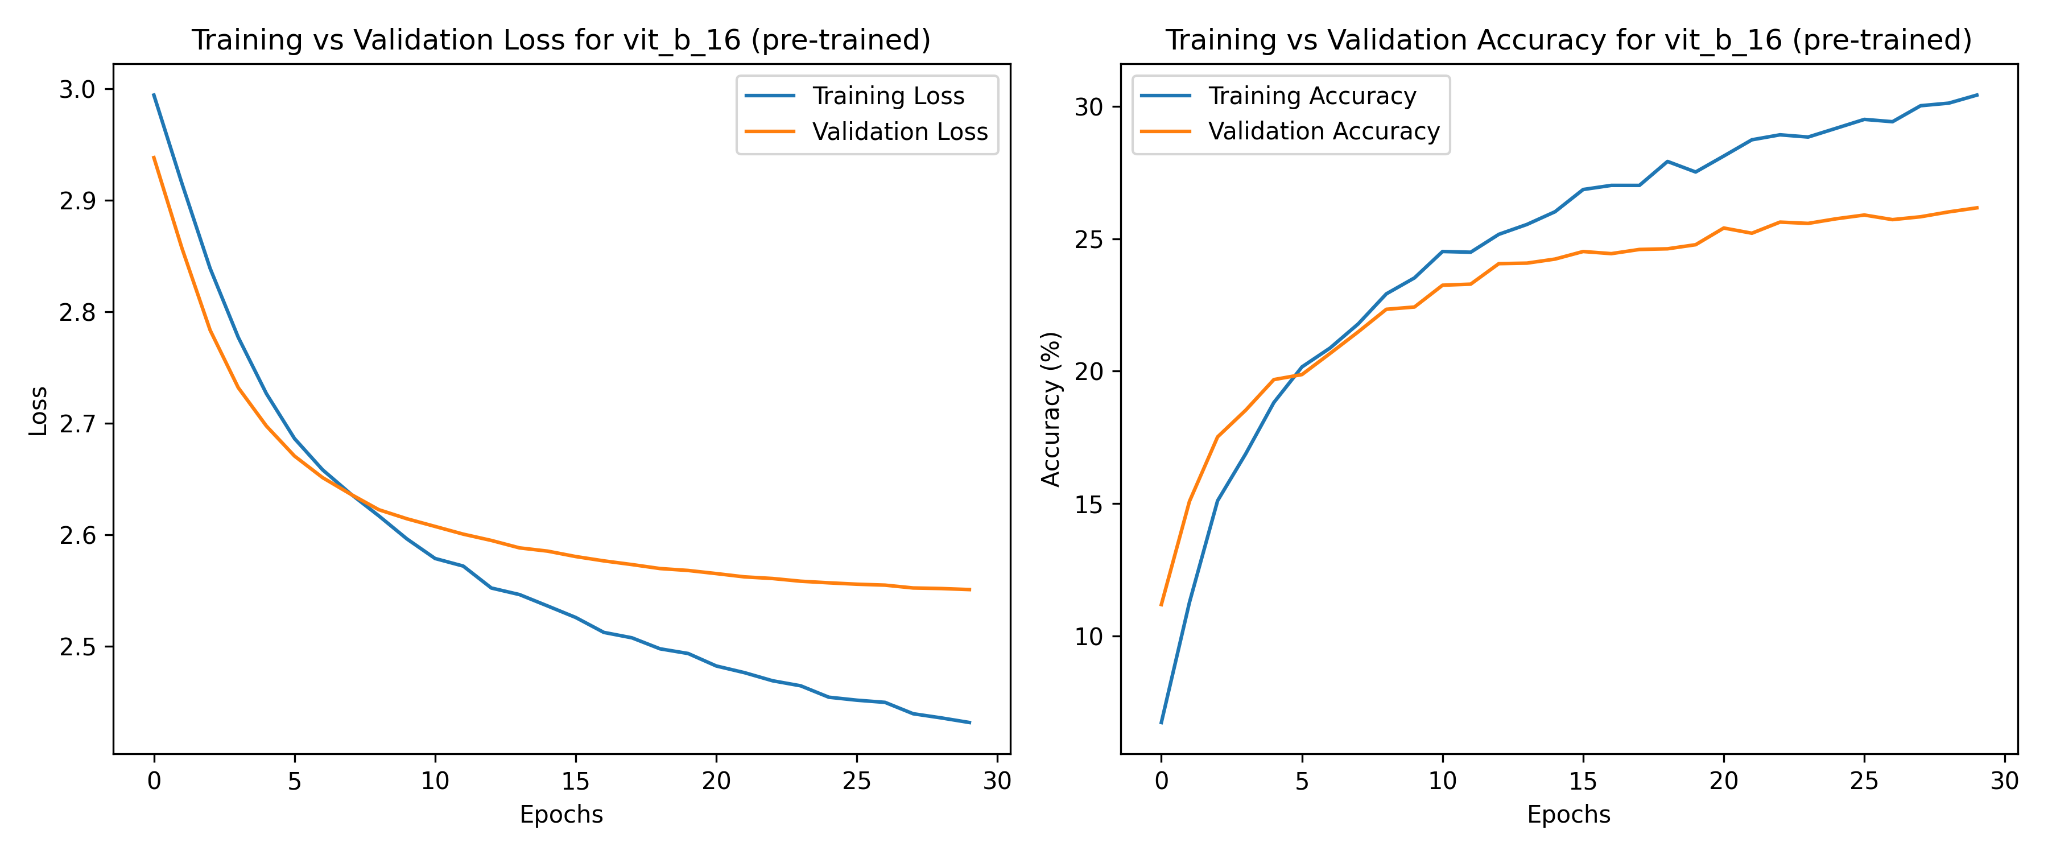 Training vs Validation Loss for vit_b_16 (pre-trained)
Training Loss
Validation Loss
3.0
2.9
2.8
2.7
2.6
2.5
Loss
0 5 10 15 20 25 30
Epochs
Training vs Validation Accuracy for vit_b_16 (pre-trained)
Training Accuracy
Validation Accuracy
30
25
20
15
10
Accuracy (%)
0 5 10 15 20 25 30
Epochs